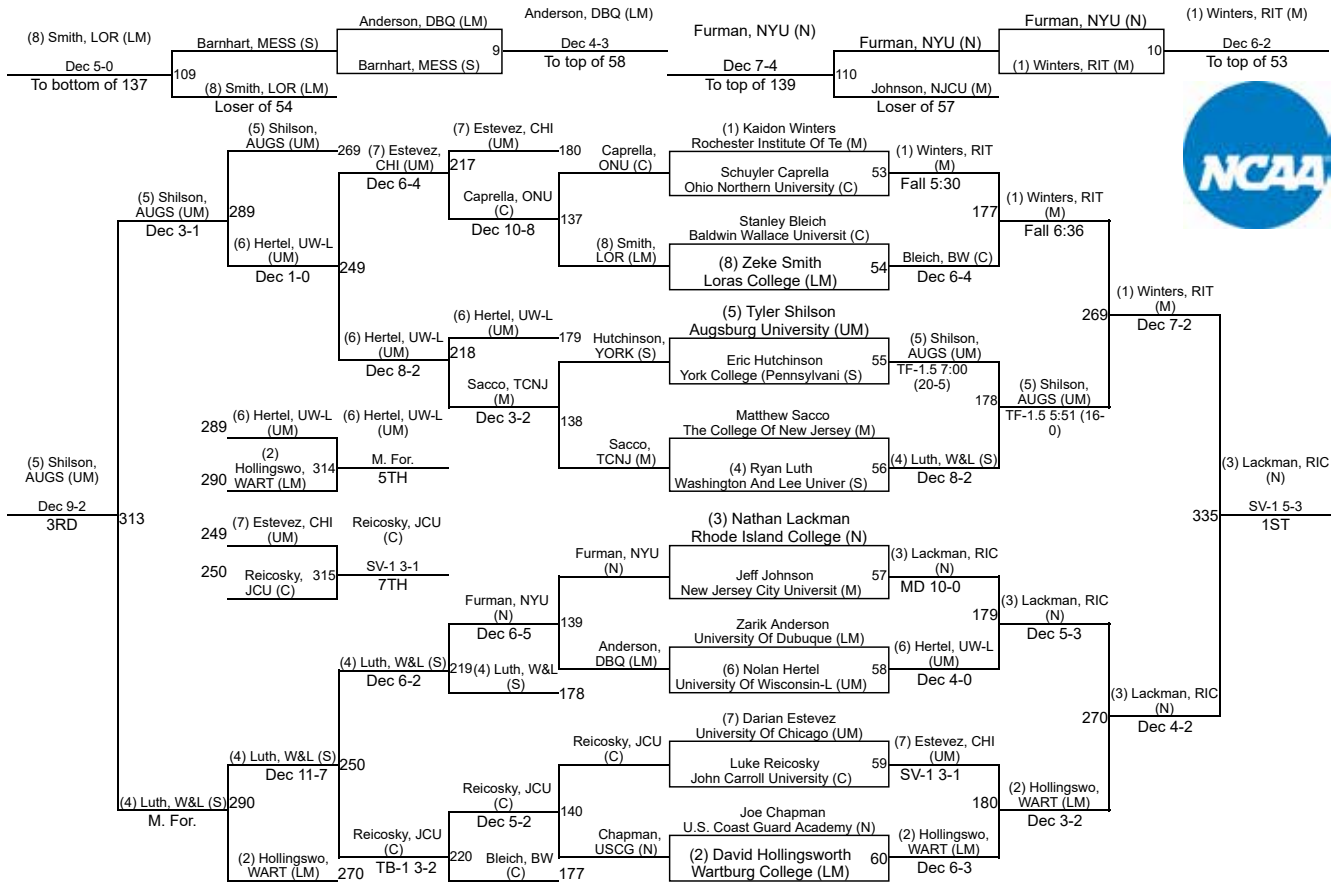 (8) Smith, LOR (LM)
Dec 5-0
To bottom of 137
Barnhart, MESS (S)
109
(8) Smith, LOR (LM)
Loser of 54
Anderson, DBQ (LM)
9
Barnhart, MESS (S)
Anderson, DBQ (LM)
Dec 4-3
To top of 58
Furman, NYU (N)
Dec 7-4
To top of 139
Furman, NYU (N)
110
Johnson, NJCU (M)
Loser of 57
Furman, NYU (N)
10
(1) Winters, RIT (M)
(1) Winters, RIT (M)
Dec 6-2
To top of 53
NCAA
(5) Shilson,
AUGS (UM)
Dec 9-2
3RD
313
(5) Shilson,
AUGS (UM)
Dec 3-1
(4) Luth, W&L (S)
M. For.
(5) Shilson,
AUGS (UM)
269
289
(6) Hertel, UW-L
(UM)
Dec 1-0
(7) Estevez,
CHI (UM)
Dec 6-4
249
(6) Hertel, UW-L
(UM)
Dec 8-2
(7) Estevez, CHI
(UM)
180
217
Caprella, ONU
(C)
Dec 10-8
(6) Hertel, UW-L
(UM)
179
218
Sacco, TCNJ
(M)
Dec 3-2
Caprella,
ONU (C)
137
(8) Smith,
LOR (LM)
Hutchinson,
YORK (S)
138
Sacco,
TCNJ (M)
289
(6) Hertel, UW-L
(UM)
290
(2)
Hollingswo,
WART (LM)
314
(6) Hertel, UW-L
(UM)
M. For.
5TH
249
(7) Estevez, CHI
(UM)
250
Reicosky,
JCU (C)
315
Reicosky, JCU
(C)
SV-1 3-1
7TH
(4) Luth, W&L (S)
Dec 11-7
290
(2) Hollingswo,
WART (LM)
270
(4) Luth, W&L (S)
Dec 6-2
250
Reicosky, JCU
(C)
TB-1 3-2
Furman, NYU
(N)
Dec 6-5
219
(4) Luth, W&L
(S)
178
Reicosky, JCU
(C)
Dec 5-2
220
Bleich, BW
(C)
177
Furman, NYU
(N)
139
Anderson,
DBQ (LM)
Reicosky, JCU
(C)
140
Chapman,
USCG (N)
(1) Kaidon Winters
Rochester Institute Of Te (M)
53
Schuyler Caprella
Ohio Northern University (C)
Stanley Bleich
Baldwin Wallace Universit (C)
54
(8) Zeke Smith
Loras College (LM)
(5) Tyler Shilson
Augsburg University (UM)
55
Eric Hutchinson
York College (Pennsylvani (S)
Matthew Sacco
The College Of New Jersey (M)
56
(4) Ryan Luth
Washington And Lee Univer (S)
(3) Nathan Lackman
Rhode Island College (N)
57
Jeff Johnson
New Jersey City Universit (M)
Zarik Anderson
University Of Dubuque (LM)
58
(6) Nolan Hertel
University Of Wisconsin-L (UM)
(7) Darian Estevez
University Of Chicago (UM)
59
Luke Reicosky
John Carroll University (C)
Joe Chapman
U.S. Coast Guard Academy (N)
60
(2) David Hollingsworth
Wartburg College (LM)
(1) Winters, RIT
(M)
Fall 5:30
177
Bleich, BW (C)
Dec 6-4
(5) Shilson,
AUGS (UM)
TF-1.5 7:00
(20-5)
178
(4) Luth, W&L (S)
Dec 8-2
(3) Lackman, RIC
(N)
MD 10-0
179
(6) Hertel, UW-L
(UM)
Dec 4-0
(7) Estevez, CHI
(UM)
SV-1 3-1
180
(2) Hollingswo,
WART (LM)
Dec 6-3
(1) Winters, RIT
(M)
Fall 6:36
269
(5) Shilson,
AUGS (UM)
TF-1.5 5:51 (16-
0)
(3) Lackman, RIC
(N)
Dec 5-3
270
(2) Hollingswo,
WART (LM)
Dec 3-2
(1) Winters, RIT
(M)
Dec 7-2
335
(3) Lackman, RIC
(N)
Dec 4-2
(3) Lackman, RIC
(N)
SV-1 5-3
1ST